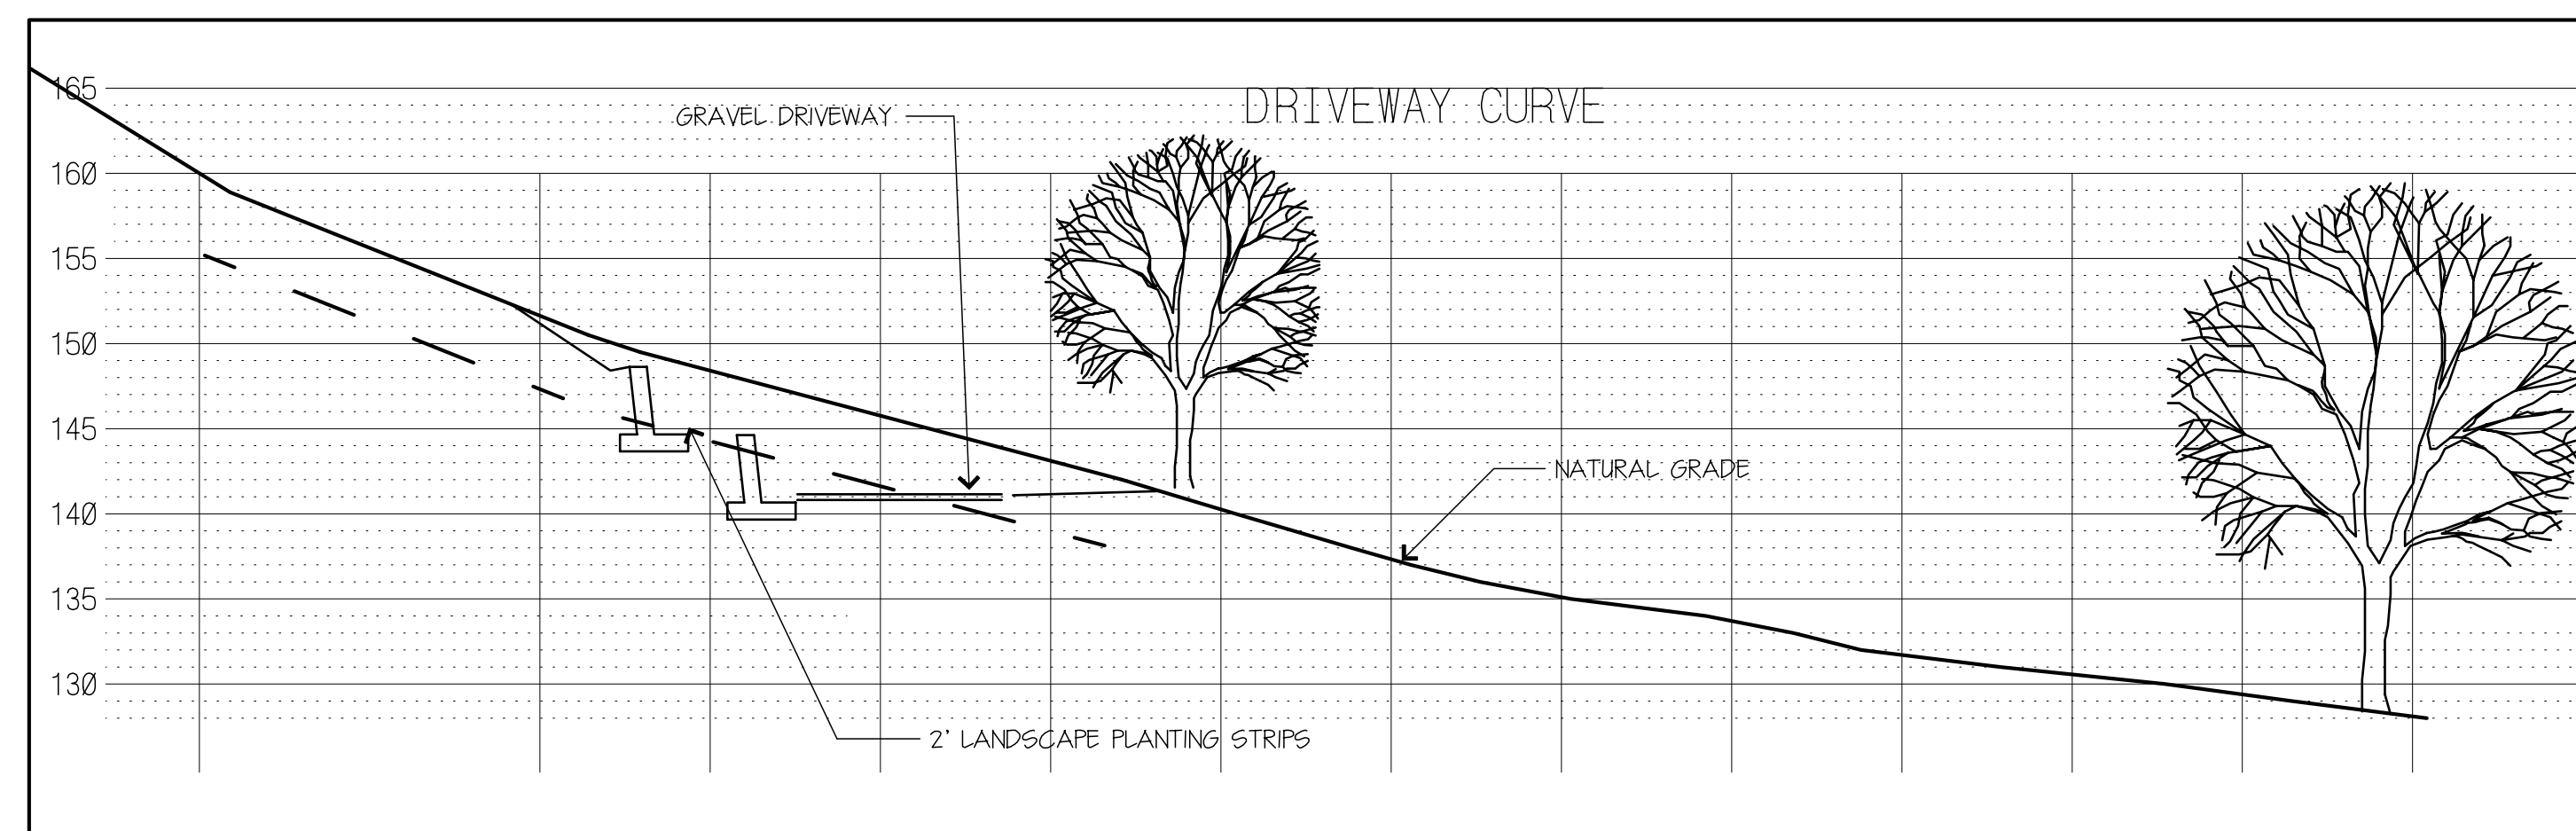 165
DRIVEWAY CURVE
GRAVEL DRIVEWAY
160
155
150
145
NATURAL GRADE
140
135
130
2' LANDSCAPE PLANTING STRIPS